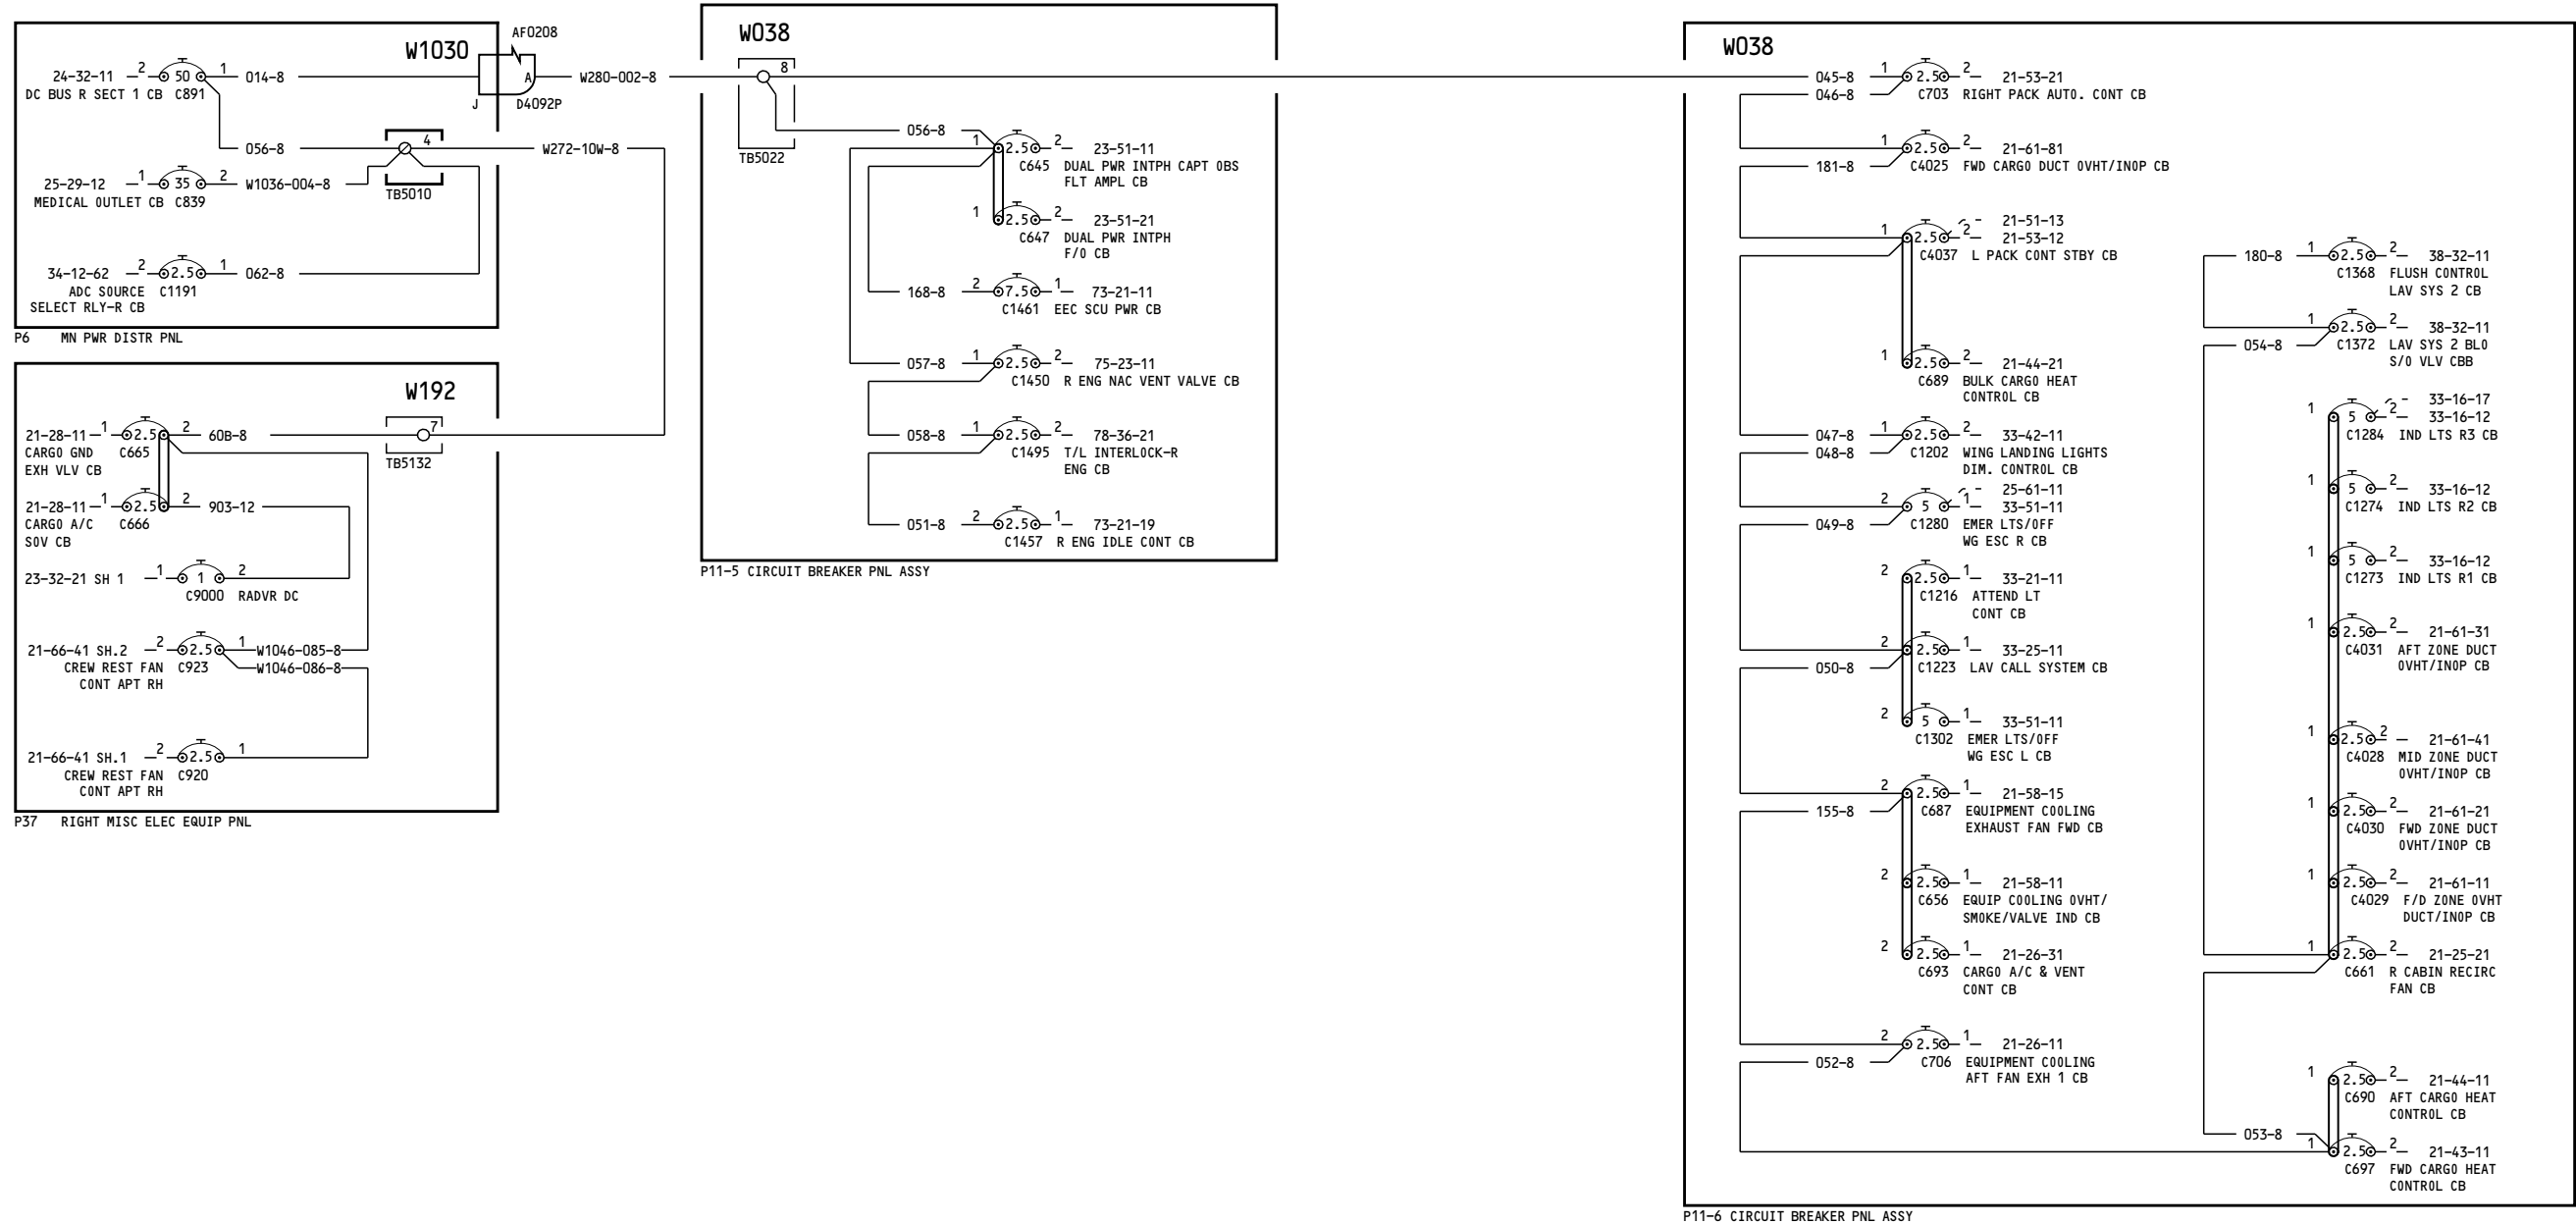 W1030
AF0208
24-32-11 2 50 1 014-8
DC BUS R SECT 1 CB C891
A
J D4092P
W280-002-8
056-8
4
W272-10W-8
25-29-12 1 35 2 W1036-004-8
MEDICAL OUTLET CB C839
TB5010
34-12-62 2 2.5 1 062-8
ADC SOURCE C1191
SELECT RLY-R CB
P6 MN PWR DISTR PNL
W192
21-28-11 1 2.5 2 60B-8 7
CARGO GND C665
EXH VLV CB
TB5132
21-28-11 1 2.5 2 903-12
CARGO A/C C666
SOV CB
23-32-21 SH 1 1 1 2
C9000 RADVR DC
21-66-41 SH.2 2 2.5 1 W1046-085-8
CREW REST FAN C923 W1046-086-8
CONT APT RH
21-66-41 SH.1 2 2.5 1
CREW REST FAN C920
CONT APT RH
P37 RIGHT MISC ELEC EQUIP PNL
W038
8
TB5022
056-8
1 2.5 2 23-51-11
C645 DUAL PWR INTPH CAPT OBS
FLT AMPL CB
1 2.5 2 23-51-21
C647 DUAL PWR INTPH
F/O CB
168-8 2 7.5 1 73-21-11
C1461 EEC SCU PWR CB
057-8 1 2.5 2 75-23-11
C1450 R ENG NAC VENT VALVE CB
058-8 1 2.5 2 78-36-21
C1495 T/L INTERLOCK-R
ENG CB
051-8 2 2.5 1 73-21-19
C1457 R ENG IDLE CONT CB
P11-5 CIRCUIT BREAKER PNL ASSY
W038
045-8 1 2.5 2 21-53-21
046-8 C703 RIGHT PACK AUTO. CONT CB
1 2.5 2 21-61-81
181-8 C4025 FWD CARGO DUCT OVHT/INOP CB
21-51-13
1 2.5 2 21-53-12
C4037 L PACK CONT STBY CB
1 2.5 2 21-44-21
C689 BULK CARGO HEAT
CONTROL CB
047-8 1 2.5 2 33-42-11
048-8 C1202 WING LANDING LIGHTS
DIM. CONTROL CB
25-61-11
2 5 1 33-51-11
049-8 C1280 EMER LTS/OFF
WG ESC R CB
2 2.5 1 33-21-11
C1216 ATTEND LT
CONT CB
2 2.5 1 33-25-11
050-8 C1223 LAV CALL SYSTEM CB
2 5 1 33-51-11
C1302 EMER LTS/OFF
WG ESC L CB
2 2.5 1 21-58-15
155-8 C687 EQUIPMENT COOLING
EXHAUST FAN FWD CB
2 2.5 1 21-58-11
C656 EQUIP COOLING OVHT/
SMOKE/VALVE IND CB
2 2.5 1 21-26-31
C693 CARGO A/C & VENT
CONT CB
2 2.5 1 21-26-11
052-8 C706 EQUIPMENT COOLING
AFT FAN EXH 1 CB
180-8 1 2.5 2 38-32-11
C1368 FLUSH CONTROL
LAV SYS 2 CB
1 2.5 2 38-32-11
054-8 C1372 LAV SYS 2 BLO
S/O VLV CBB
33-16-17
1 5 2 33-16-12
C1284 IND LTS R3 CB
1 5 2 33-16-12
C1274 IND LTS R2 CB
1 5 2 33-16-12
C1273 IND LTS R1 CB
1 2.5 2 21-61-31
C4031 AFT ZONE DUCT
OVHT/INOP CB
1 2.5 2 21-61-41
C4028 MID ZONE DUCT
OVHT/INOP CB
1 2.5 2 21-61-21
C4030 FWD ZONE DUCT
OVHT/INOP CB
1 2.5 2 21-61-11
C4029 F/D ZONE OVHT
DUCT/INOP CB
1 2.5 2 21-25-21
C661 R CABIN RECIRC
FAN CB
1 2.5 2 21-44-11
C690 AFT CARGO HEAT
CONTROL CB
053-8
1 2.5 2 21-43-11
C697 FWD CARGO HEAT
CONTROL CB
P11-6 CIRCUIT BREAKER PNL ASSY